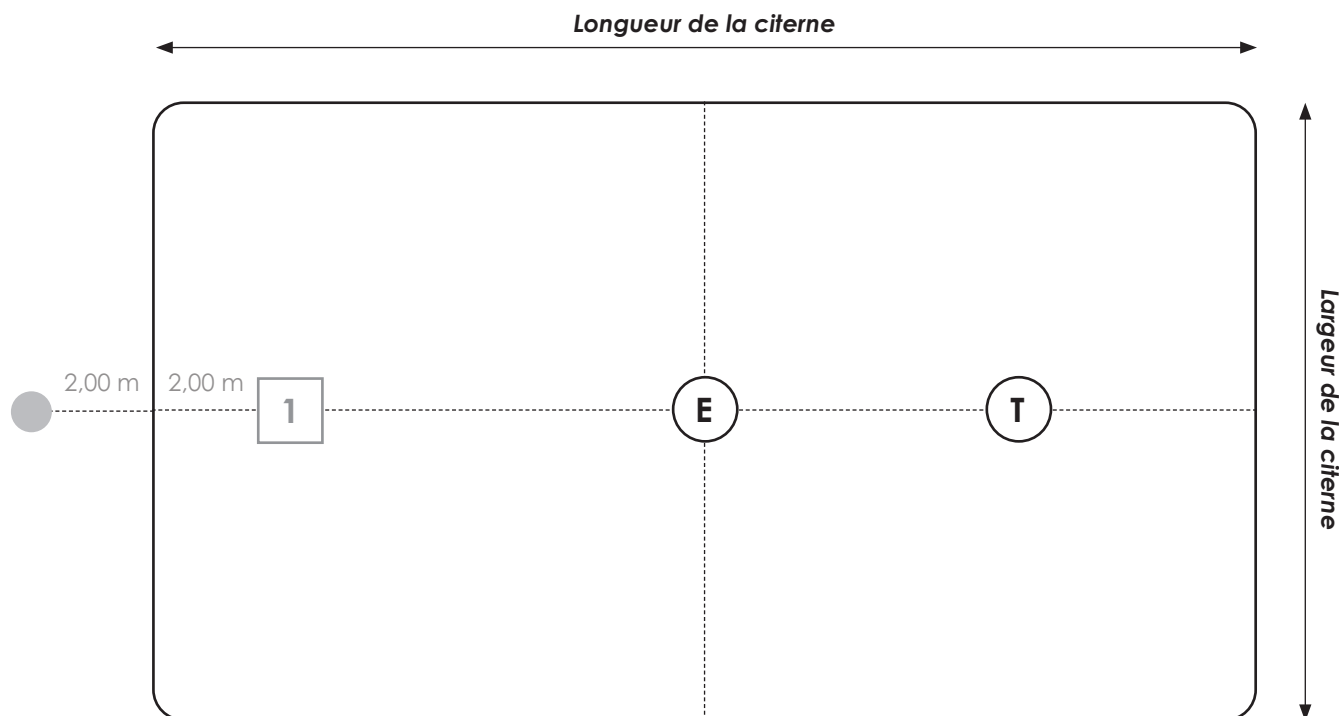 Longueur de la citerne
2,00 m
2,00 m
1
E
T
Largeur de la citerne